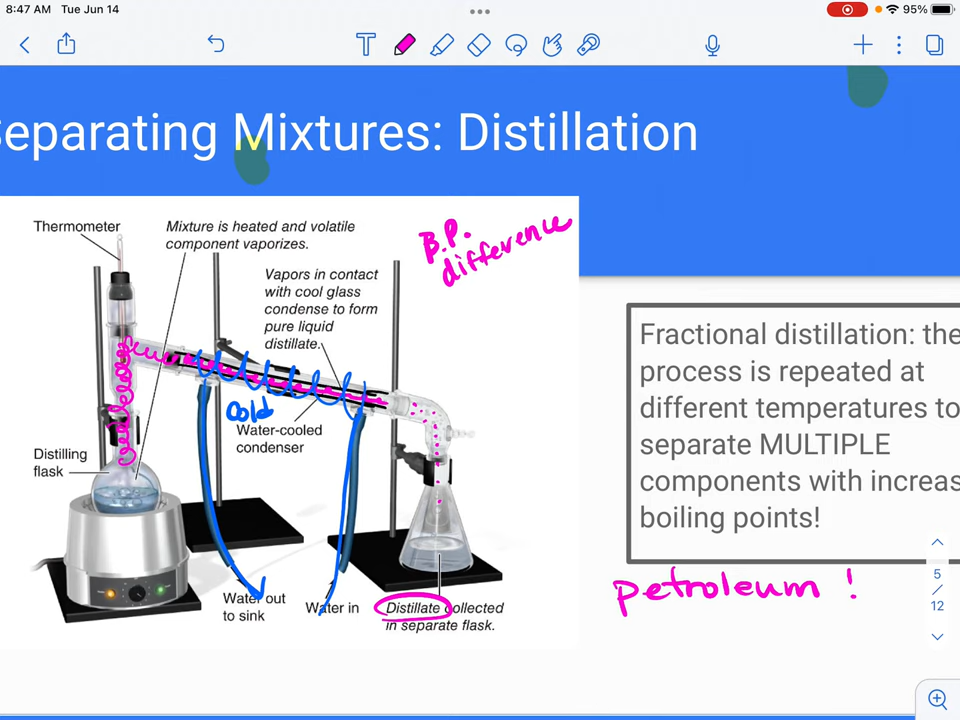 8:47 AM Tue Jun 14
95%
Separating Mixtures: Distillation
Thermometer
Mixture is heated and volatile
component vaporizes.
B.P.
difference
Vapors in contact
with cool glass
condense to form
pure liquid
distillate.
Cold
Water-cooled
condenser
Distilling
flask
Water out
to sink
Water in
Distillate collected
in separate flask.
Fractional distillation: the
process is repeated at
different temperatures to
separate MULTIPLE
components with increas
boiling points!
petroleum !
5
/
12